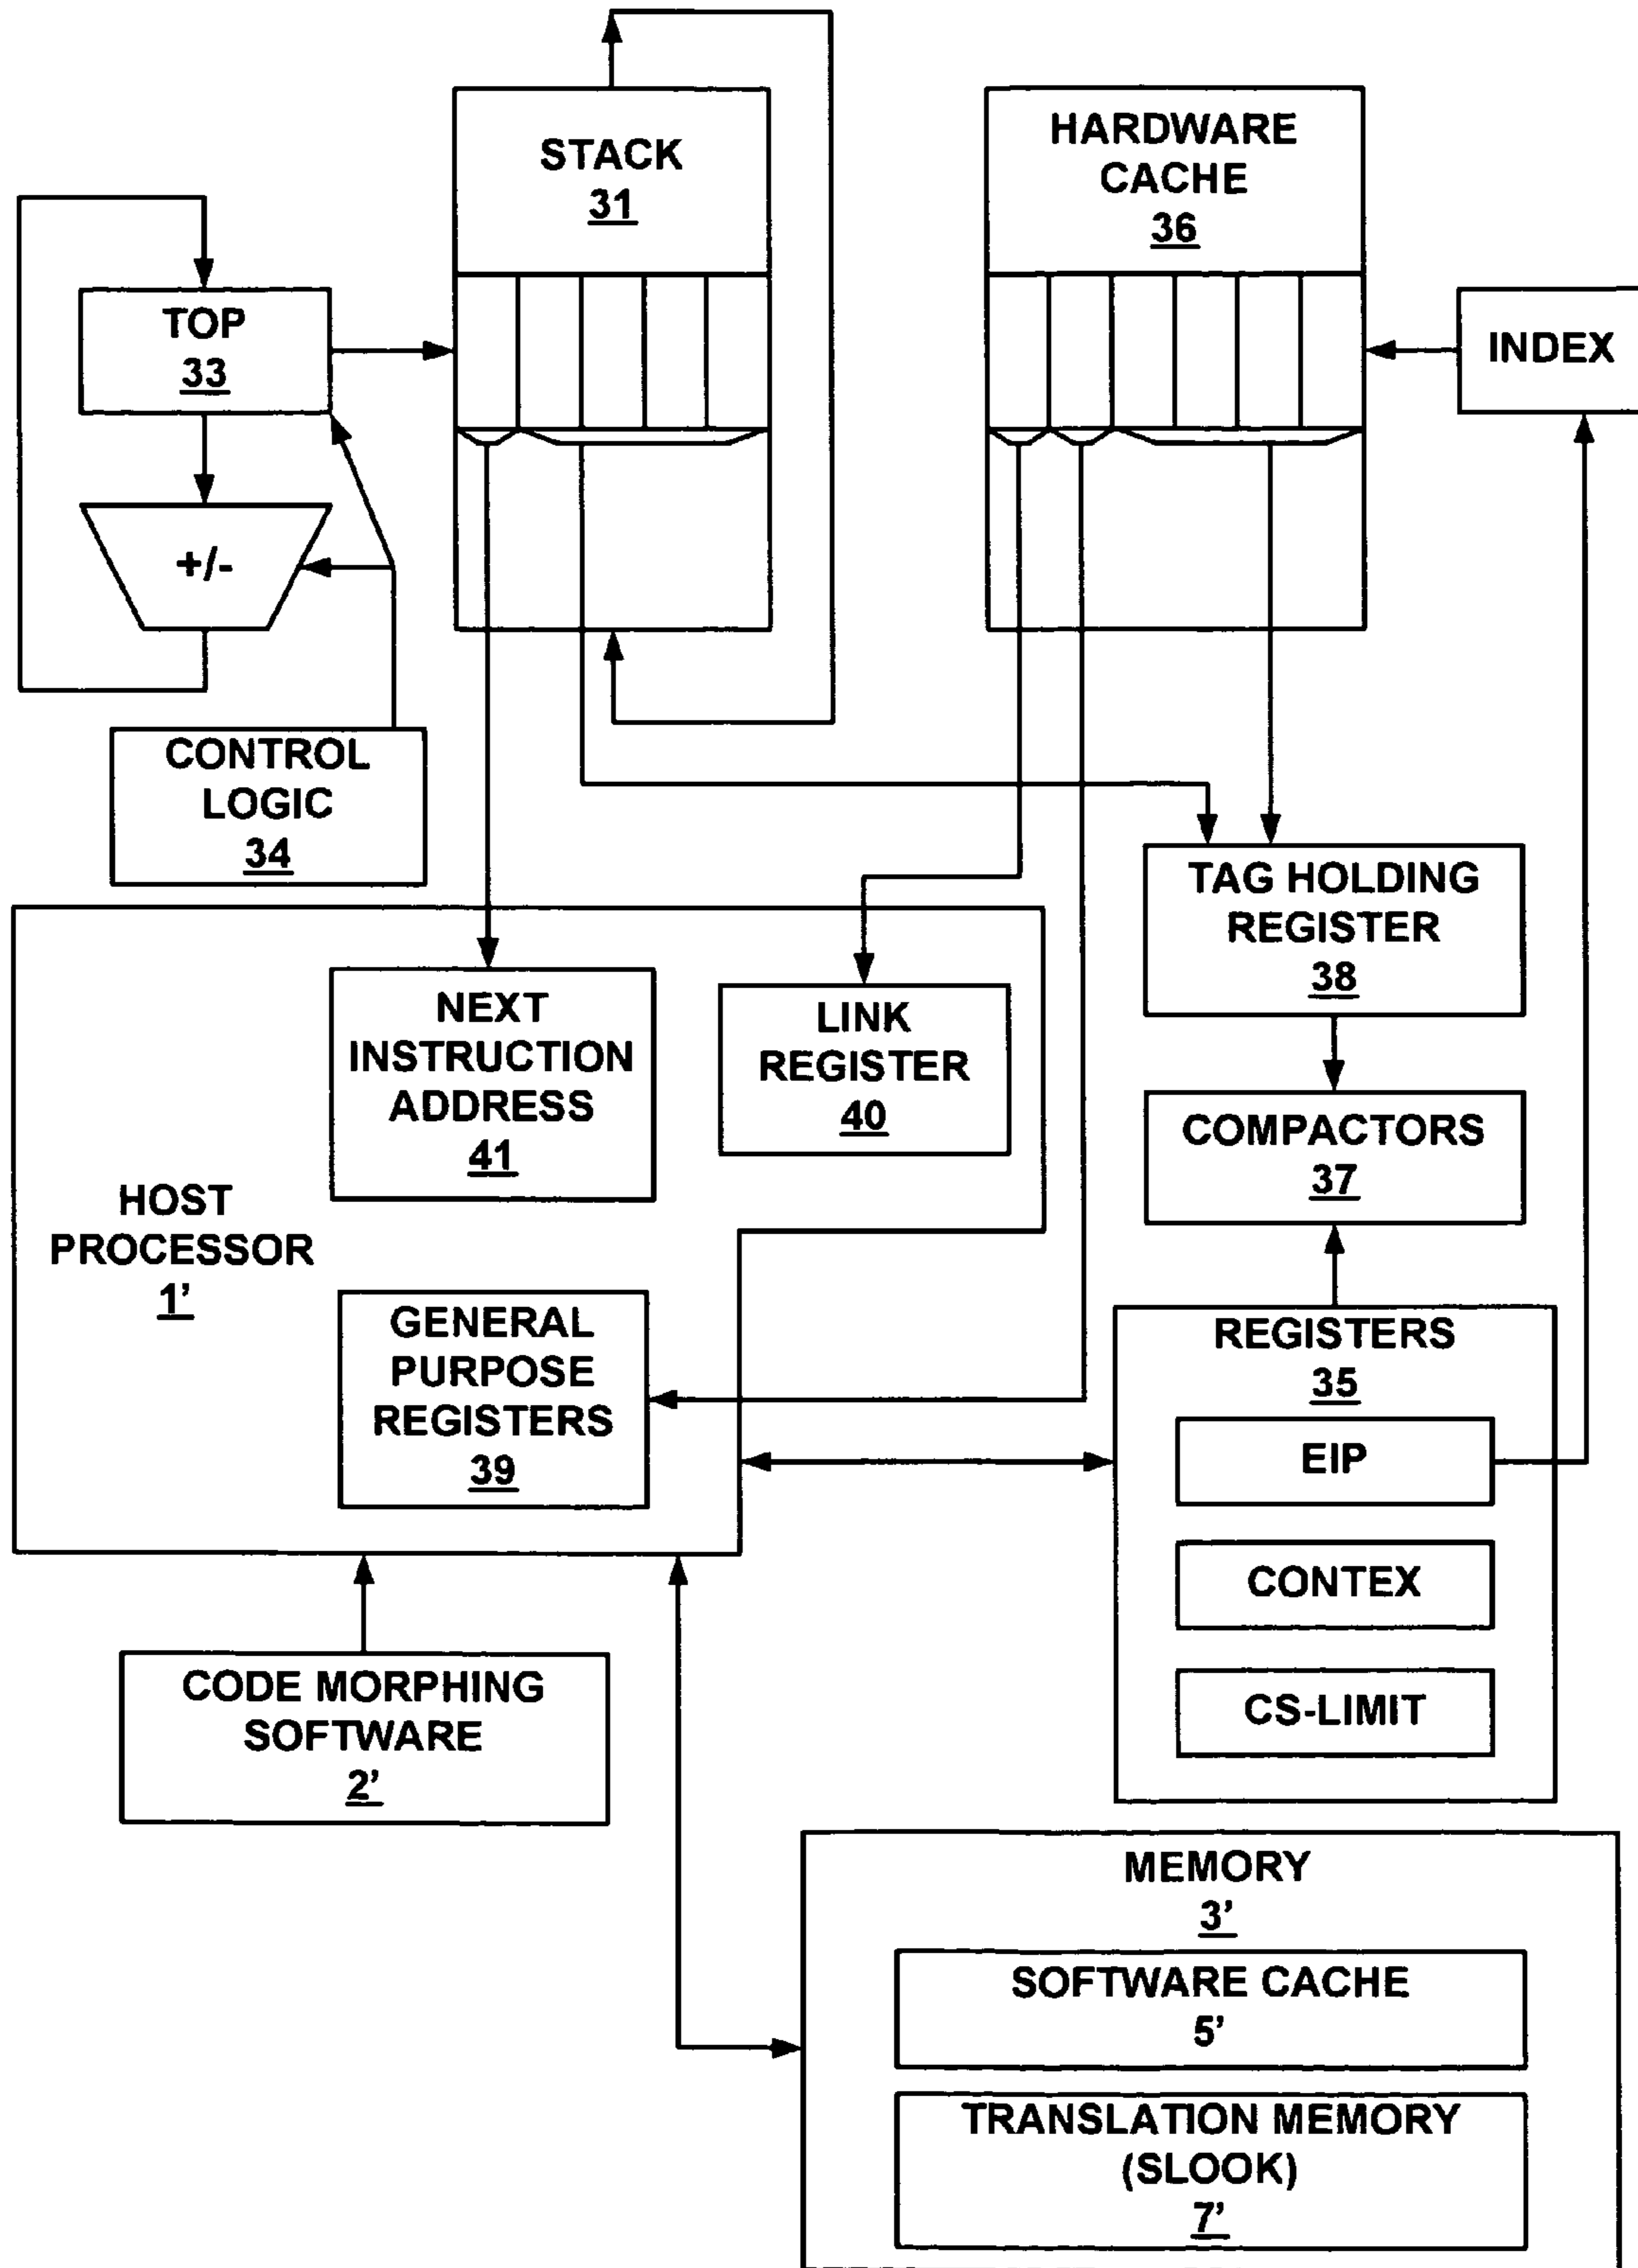 STACK
31
HARDWARE
CACHE
36
TOP
33
INDEX
+/-
CONTROL
LOGIC
34
TAG HOLDING
REGISTER
38
NEXT
INSTRUCTION
ADDRESS
41
LINK
REGISTER
40
COMPACTORS
37
HOST
PROCESSOR
1’
GENERAL
PURPOSE
REGISTERS
39
REGISTERS
35
EIP
CONTEX
CS-LIMIT
CODE MORPHING
SOFTWARE
2’
MEMORY
3’
SOFTWARE CACHE
5’
TRANSLATION MEMORY
(SLOOK)
7’